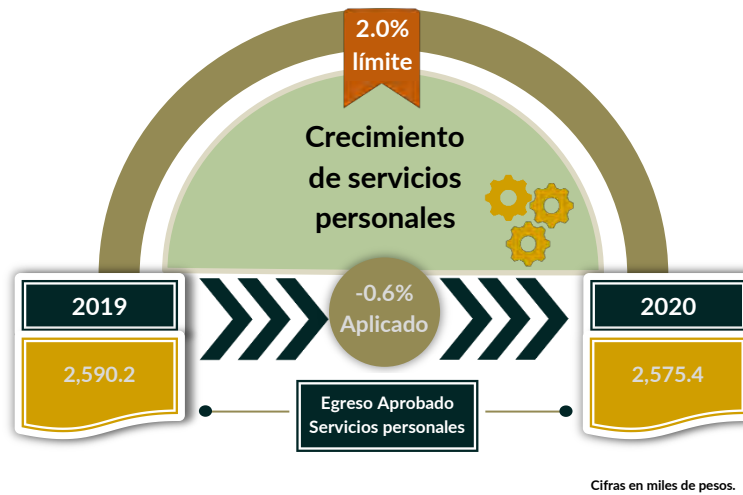 2.0%
límite
Crecimiento
de servicios
personales
2019
-0.6%
Aplicado
2020
2,590.2
2,575.4
Egreso Aprobado
Servicios personales
Cifras en miles de pesos.